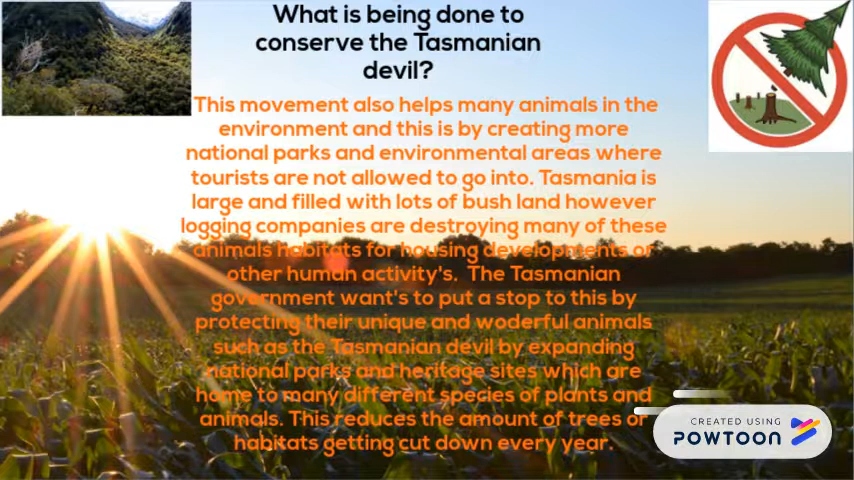 What is being done to
conserve the Tasmanian
devil?
This movement also helps many animals in the
environment and this is by creating more
national parks and environmental areas where
tourists are not allowed to go into. Tasmania is
large and filled with lots of bush land however
logging companies are destroying many of these
animals habitats for housing developments or
other human activity's. The Tasmanian
government want's to put a stop to this by
protecting their unique and woderful animals
such as the Tasmanian devil by expanding
national parks and heritage sites which are
home to many different species of plants and
animals. This reduces the amount of trees or
habitats getting cut down every year.
CREATED USING
POWTOON